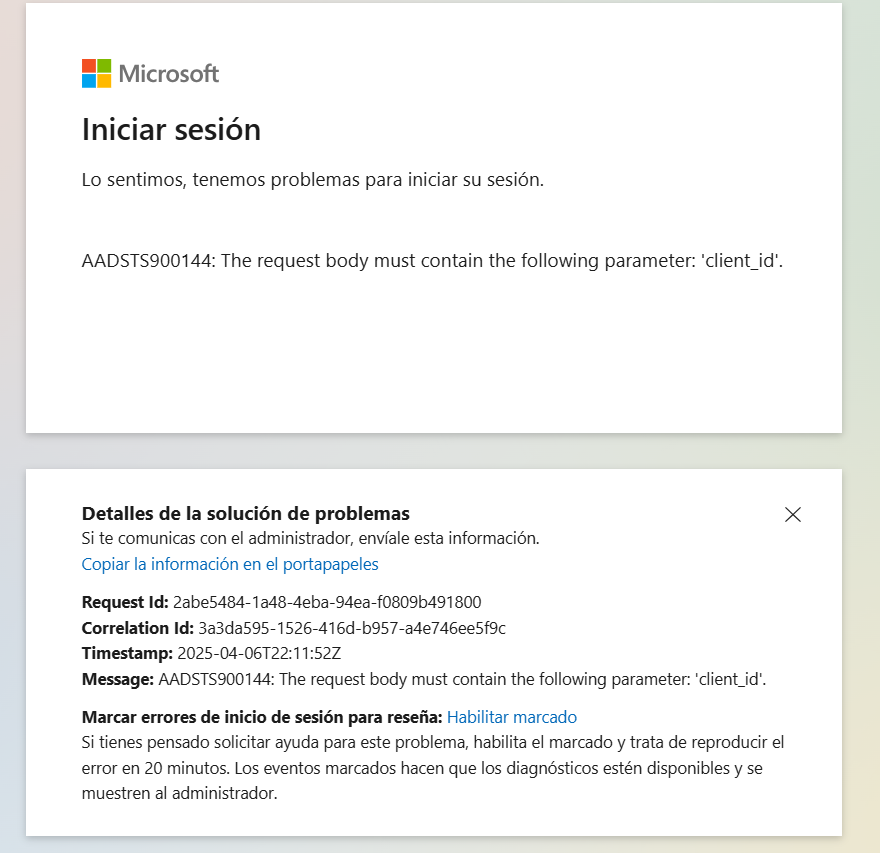 Microsoft
Iniciar sesión
Lo sentimos, tenemos problemas para iniciar su sesión.
AADSTS900144: The request body must contain the following parameter: 'client_id'.
Detalles de la solución de problemas
Si te comunicas con el administrador, envíale esta información.
Copiar la información en el portapapeles
Request Id: 2abe5484-1a48-4eba-94ea-f0809b491800
Correlation Id: 3a3da595-1526-416d-b957-a4e746ee5f9c
Timestamp: 2025-04-06T22:11:52Z
Message: AADSTS900144: The request body must contain the following parameter: 'client_id'.
Marcar errores de inicio de sesión para reseña: Habilitar marcado
Si tienes pensado solicitar ayuda para este problema, habilita el marcado y trata de reproducir el
error en 20 minutos. Los eventos marcados hacen que los diagnósticos estén disponibles y se
muestren al administrador.